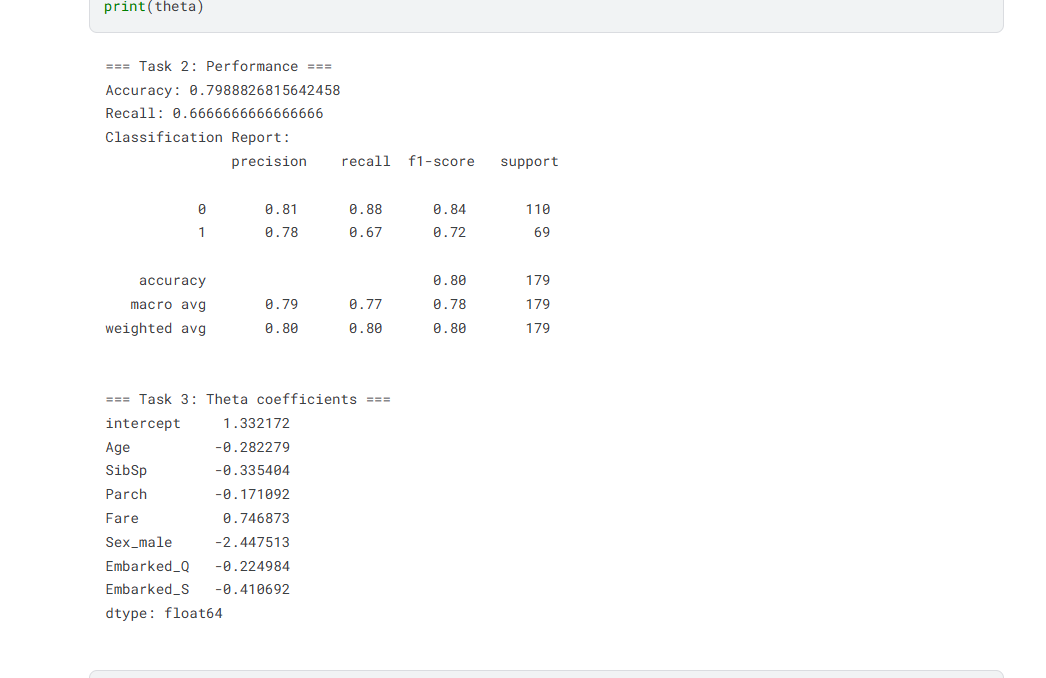 print(theta)
=== Task 2: Performance ===
Accuracy: 0.7988826815642458
Recall: 0.6666666666666666
Classification Report:
precision recall f1-score support
0 0.81 0.88 0.84 110
1 0.78 0.67 0.72 69
accuracy 0.80 179
macro avg 0.79 0.77 0.78 179
weighted avg 0.80 0.80 0.80 179
=== Task 3: Theta coefficients ===
intercept 1.332172
Age -0.282279
SibSp -0.335404
Parch -0.171092
Fare 0.746873
Sex_male -2.447513
Embarked_Q -0.224984
Embarked_S -0.410692
dtype: float64